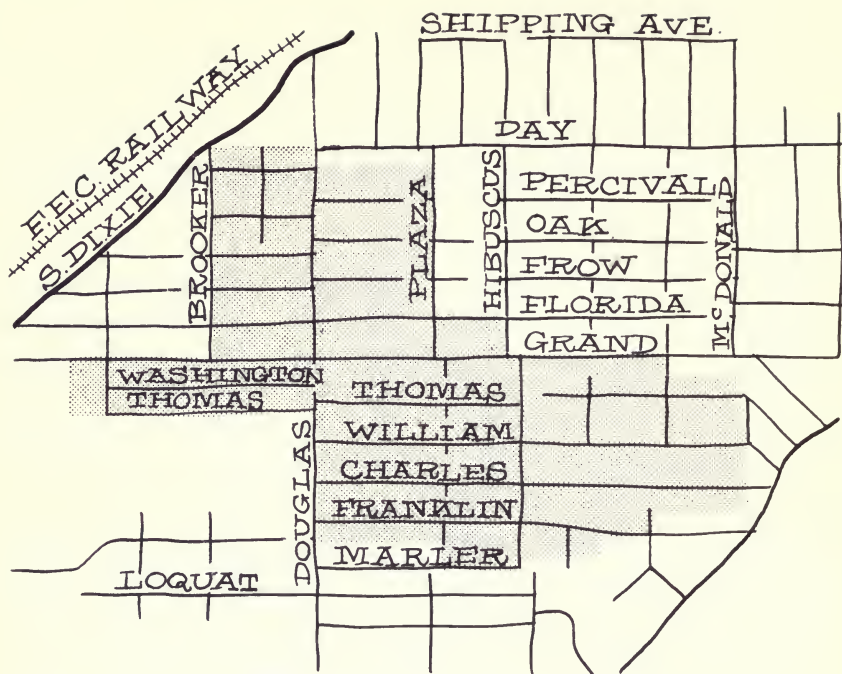 SHIPPING AVE.
F.E.C RAILWAY
S. DIXIE
DAY
BROOKER
PLAZA
HIBUSCUS
PERCIVAL
OAK
FROW
FLORIDA
GRAND
McDONALD
WASHINGTON
THOMAS
THOMAS
WILLIAM
CHARLES
FRANKLIN
MARLER
DOUGLAS
LOQUAT